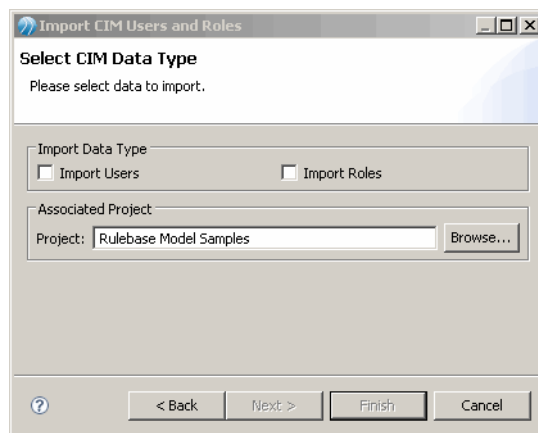 Import CIM Users and Roles
Select CIM Data Type
Please select data to import.
Import Data Type
Import Users
Import Roles
Associated Project
Project: Rulebase Model Samples Browse...
? < Back Next > Finish Cancel